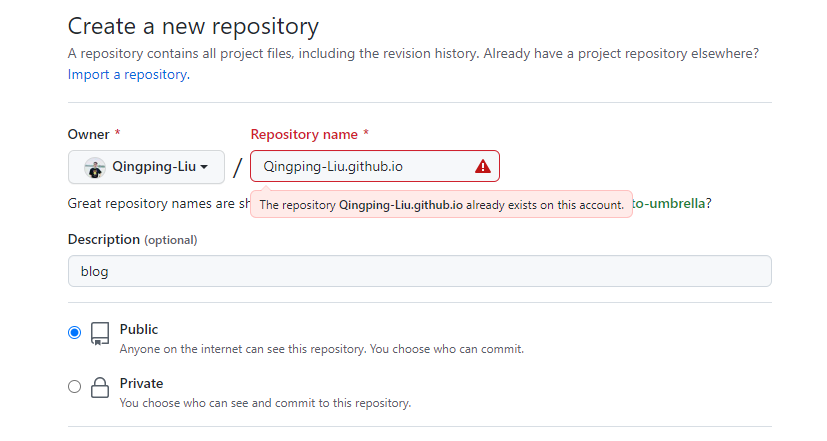 Create a new repository
A repository contains all project files, including the revision history. Already have a project repository elsewhere?
Import a repository.
Owner *
Repository name *
Qingping-Liu
/
Qingping-Liu.github.io
Great repository names are sh
The repository Qingping-Liu.github.io already exists on this account.
to-umbrella?
Description (optional)
blog
Public
Anyone on the internet can see this repository. You choose who can commit.
Private
You choose who can see and commit to this repository.